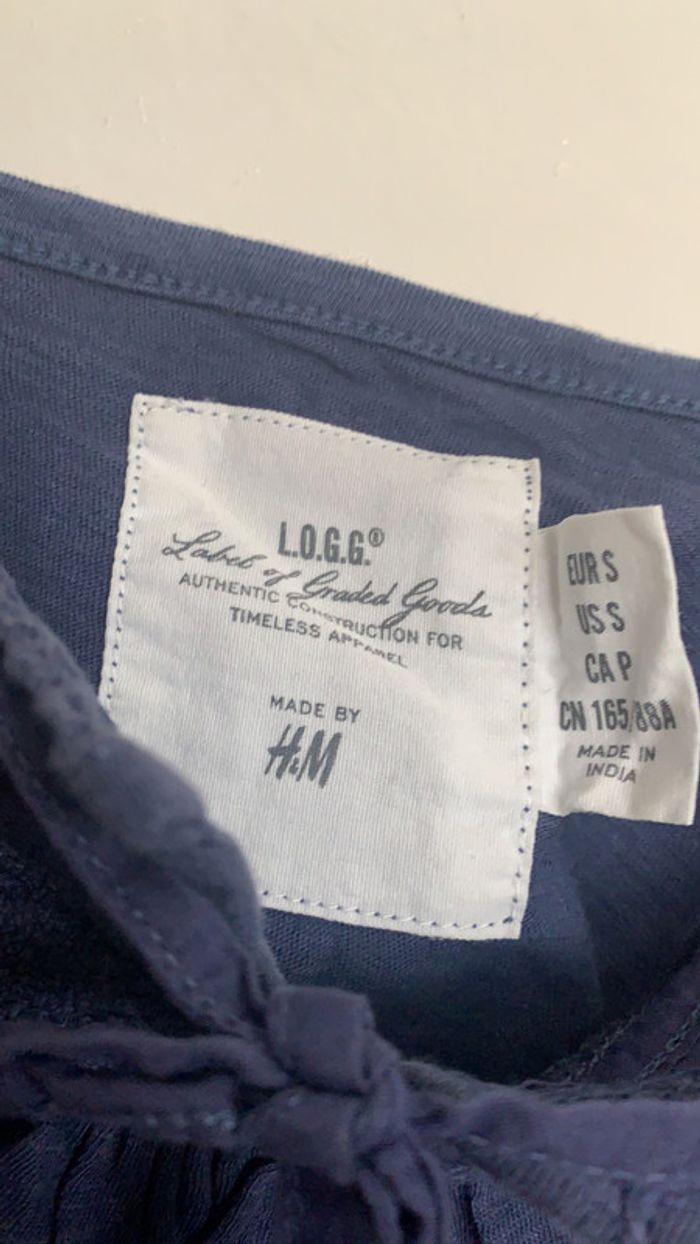 L.O.G.G.®
Label of Graded Goods
AUTHENTIC CONSTRUCTION FOR
TIMELESS APPAREL
MADE BY
H&M
EUR S
US S
CA P
CN 165/88A
MADE IN
INDIA